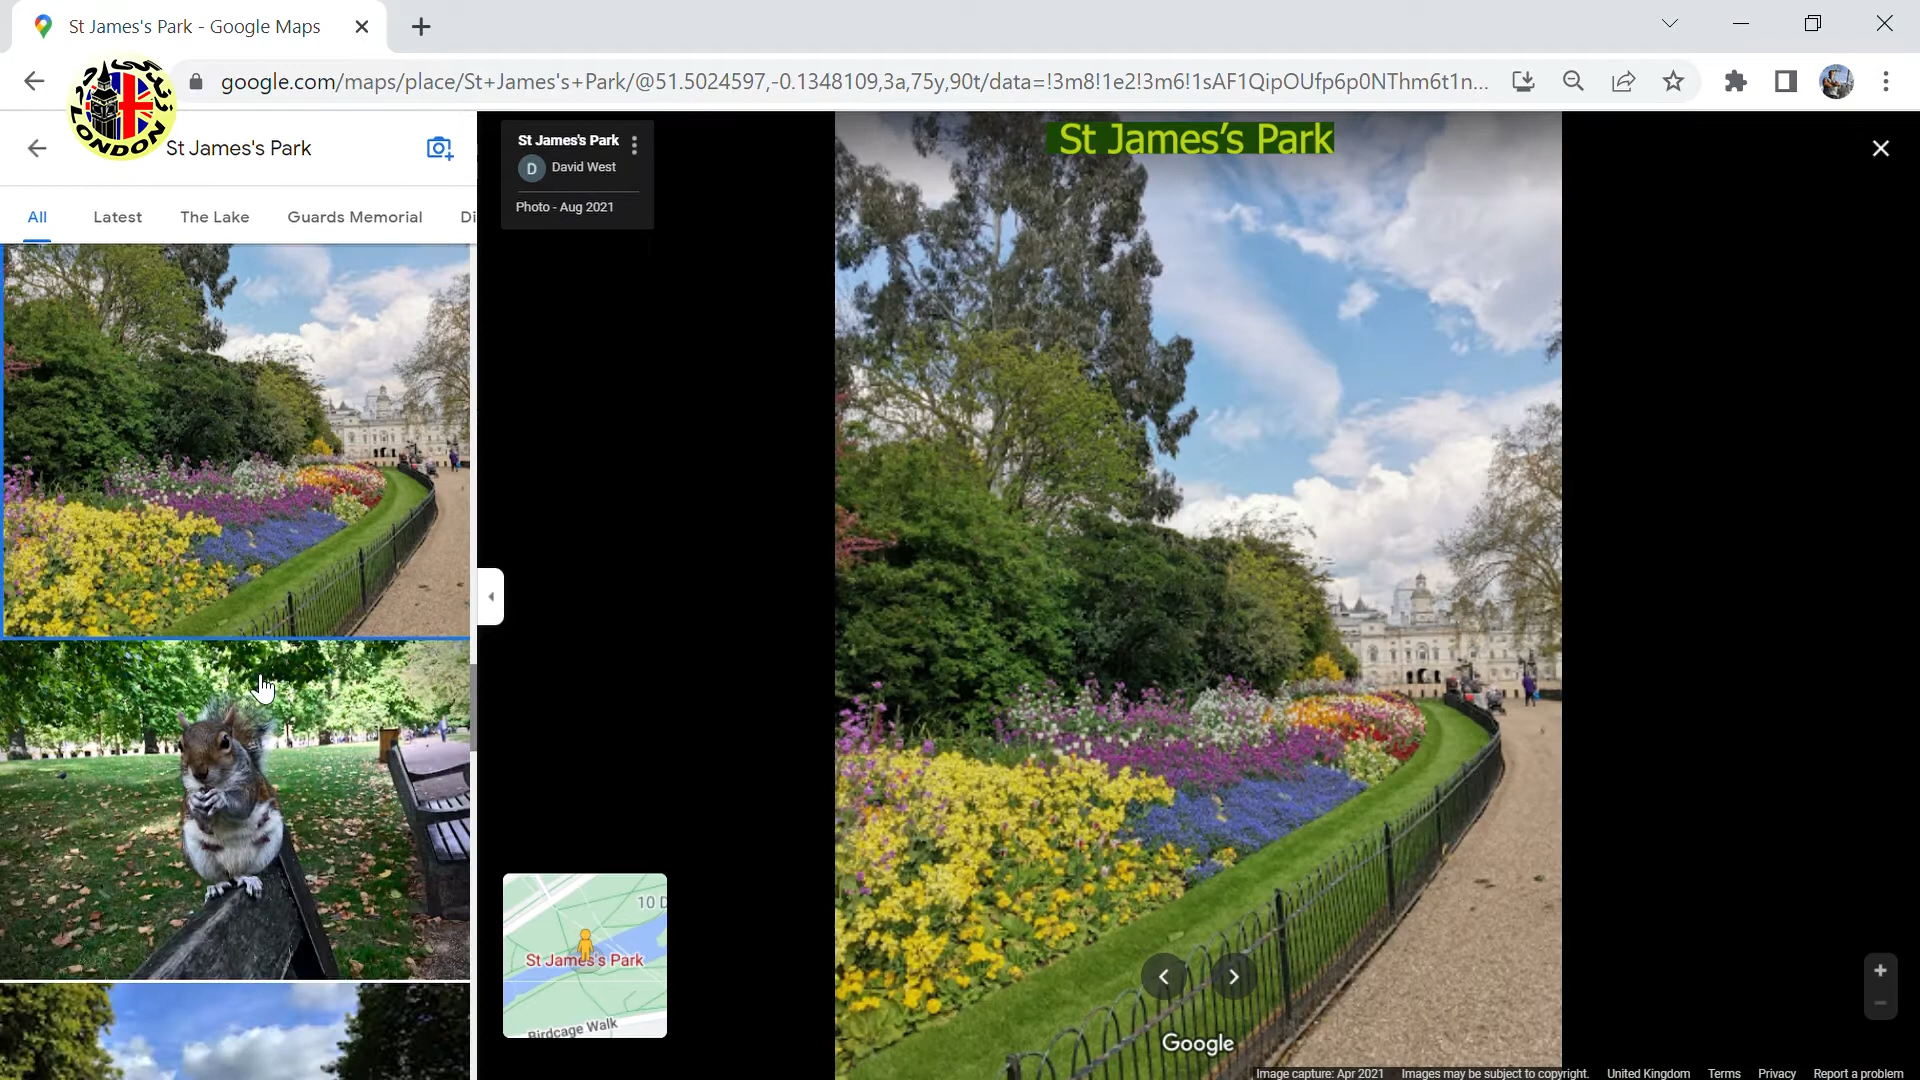 St James's Park - Google Maps
google.com/maps/place/St+James's+Park/@51.5024597,-0.1348109,3a,75y,90t/data=!3m8!1e2!3m6!1sAF1QipOUfp6p0NThm6t1n...
LONDON
St James's Park
All Latest The Lake Guards Memorial Di
St James's Park
D David West
Photo - Aug 2021
St James's Park
10 D
St James's Park
Birdcage Walk
Google
Image capture: Apr 2021 Images may be subject to copyright. United Kingdom Terms Privacy Report a problem